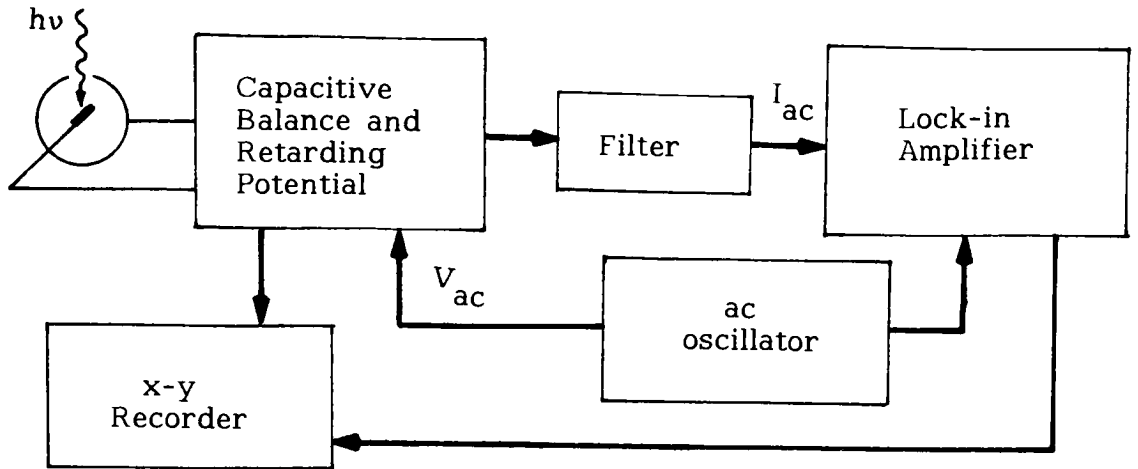 hν
Capacitive
Balance and
Retarding
Potential
Filter
I_ac
Lock-in
Amplifier
V_ac
ac
oscillator
x-y
Recorder